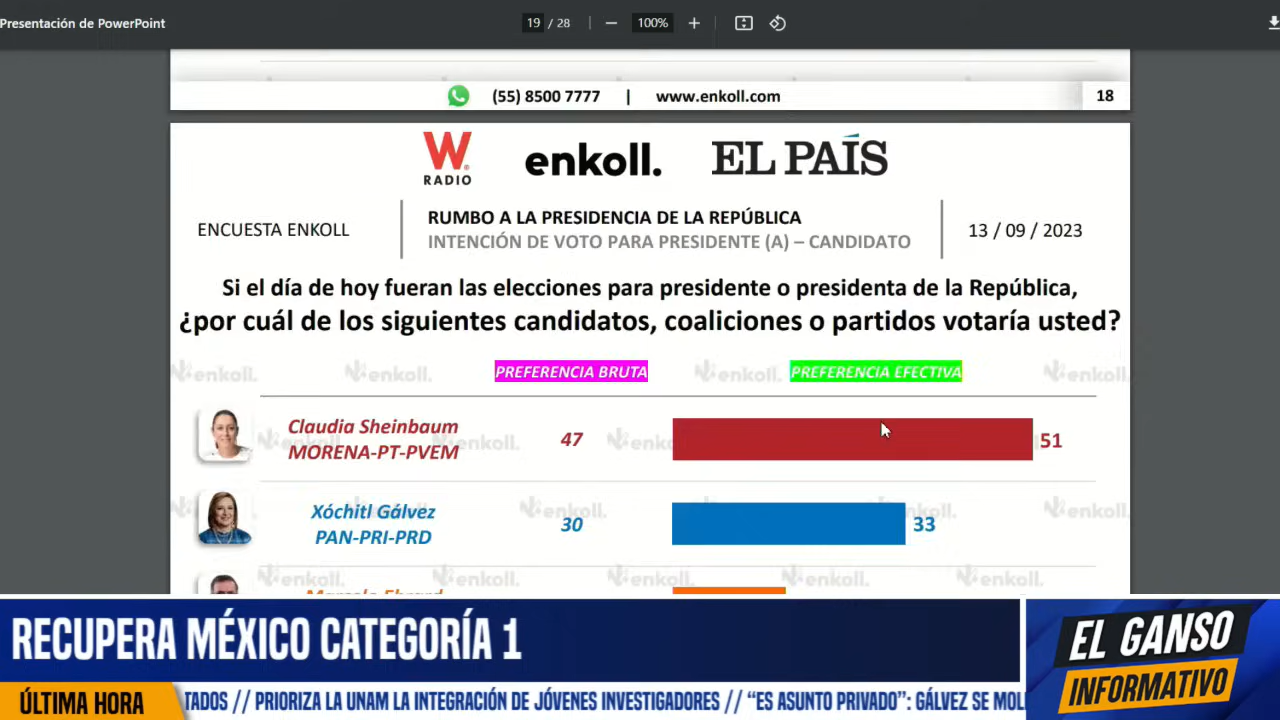 Presentación de PowerPoint
19 / 28
100%
(55) 8500 7777 | www.enkoll.com
18
W RADIO
enkoll.
EL PAÍS
ENCUESTA ENKOLL
RUMBO A LA PRESIDENCIA DE LA REPÚBLICA
INTENCIÓN DE VOTO PARA PRESIDENTE (A) – CANDIDATO
13 / 09 / 2023
Si el día de hoy fueran las elecciones para presidente o presidenta de la República,
¿por cuál de los siguientes candidatos, coaliciones o partidos votaría usted?
PREFERENCIA BRUTA
PREFERENCIA EFECTIVA
Claudia Sheinbaum
MORENA-PT-PVEM
47
51
Xóchitl Gálvez
PAN-PRI-PRD
30
33
Marcelo Ebrard
RECUPERA MÉXICO CATEGORÍA 1
EL GANSO
INFORMATIVO
ÚLTIMA HORA
TADOS // PRIORIZA LA UNAM LA INTEGRACIÓN DE JÓVENES INVESTIGADORES // “ES ASUNTO PRIVADO”: GÁLVEZ SE MOL